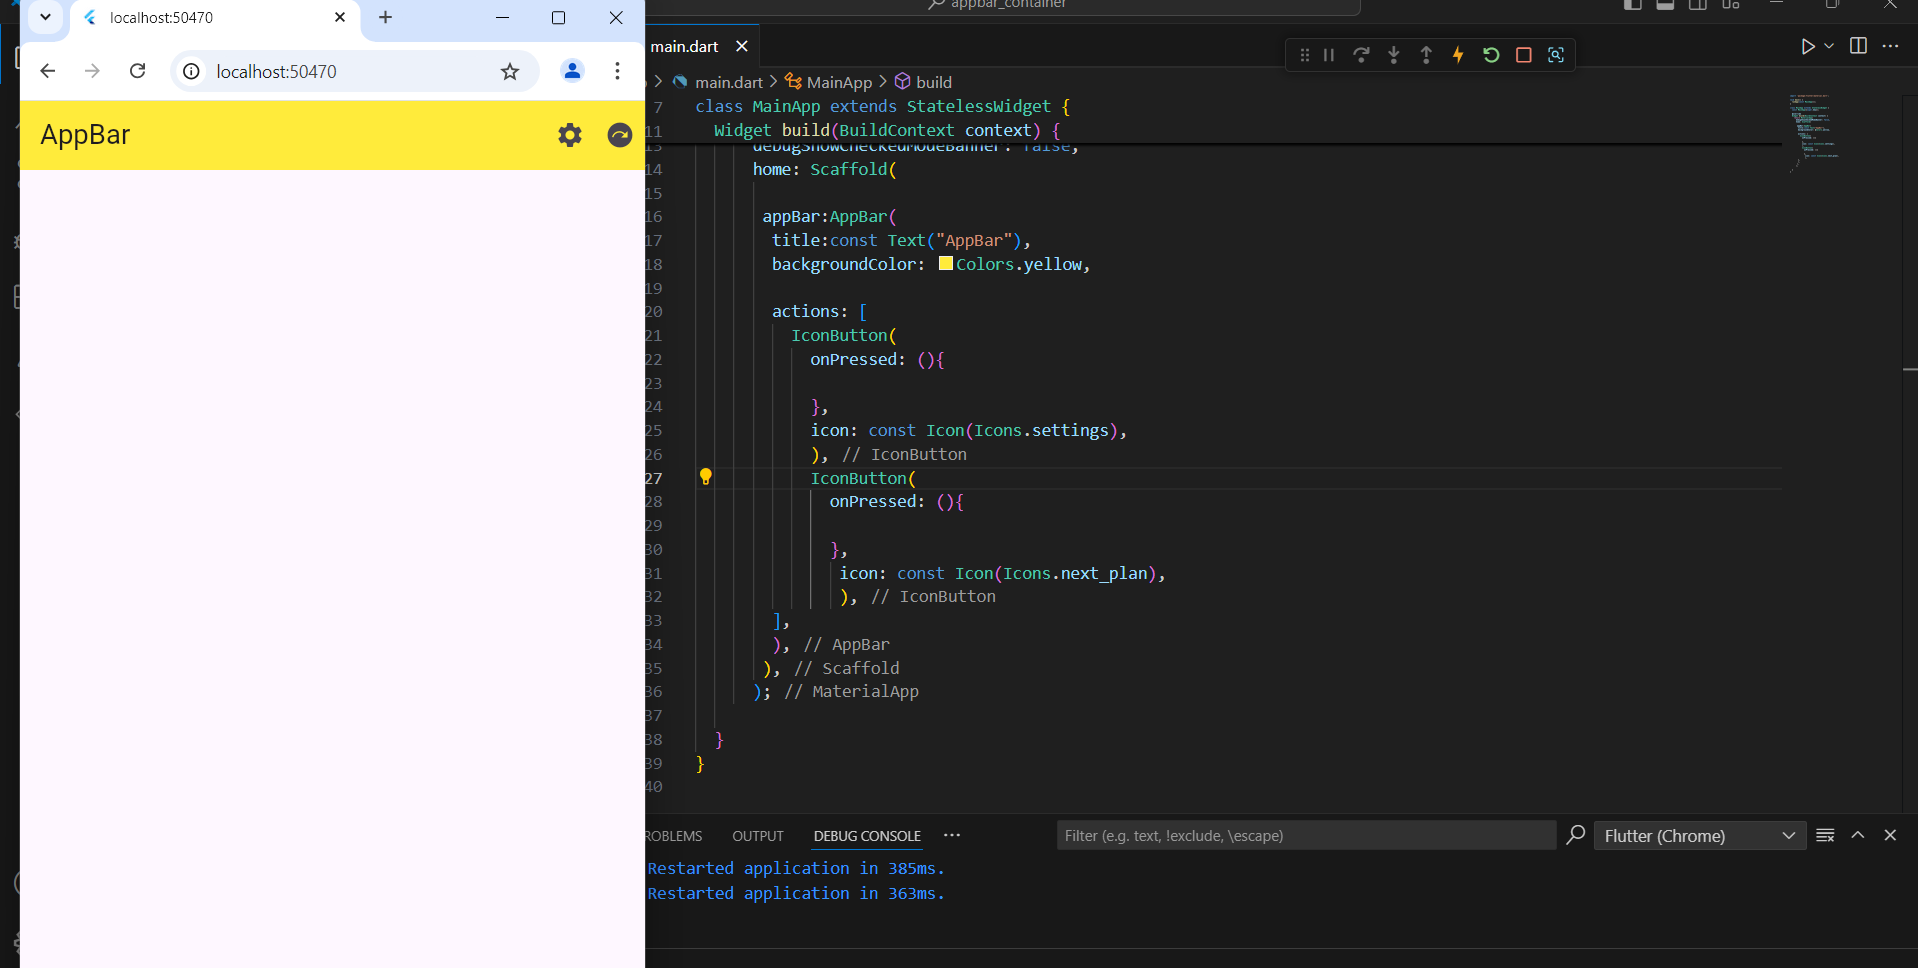 localhost:50470
localhost:50470
AppBar
appbar_container
main.dart
main.dart MainApp build
7 class MainApp extends StatelessWidget {
11 Widget build(BuildContext context) {
13 debugShowCheckedModeBanner: false,
14 home: Scaffold(
15
16 appBar:AppBar(
17 title:const Text("AppBar"),
18 backgroundColor: Colors.yellow,
19
20 actions: [
21 IconButton(
22 onPressed: (){
23
24 },
25 icon: const Icon(Icons.settings),
26 ), // IconButton
27 IconButton(
28 onPressed: (){
29
30 },
31 icon: const Icon(Icons.next_plan),
32 ), // IconButton
33 ],
34 ), // AppBar
35 ), // Scaffold
36 ); // MaterialApp
37
38 }
39 }
40
ROBLEMS OUTPUT DEBUG CONSOLE ··· Filter (e.g. text, !exclude, \escape) Flutter (Chrome)
Restarted application in 385ms.
Restarted application in 363ms.